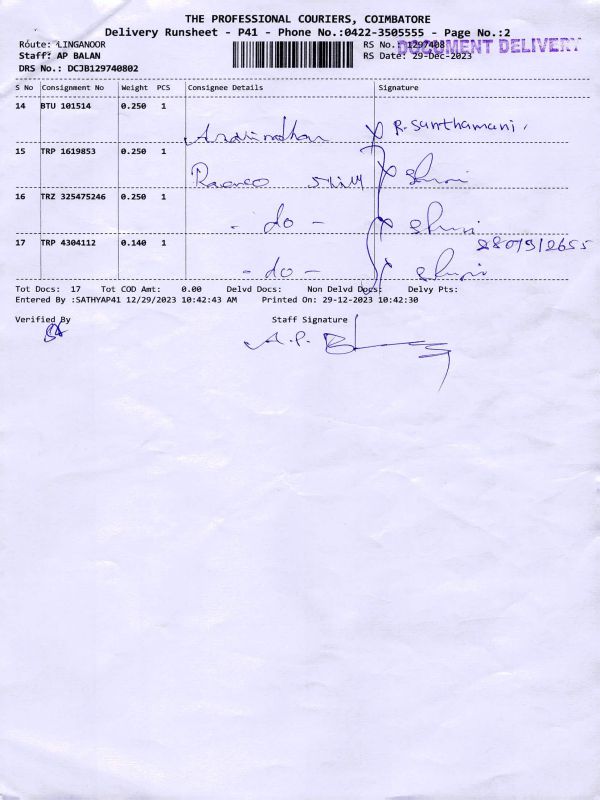 THE PROFESSIONAL COURIERS, COIMBATORE
Delivery Runsheet - P41 - Phone No.:0422-3505555 - Page No.:2
Route: LINGANOOR RS No.: 1297408 DOCUMENT DELIVERY
Staff: AP BALAN RS Date: 29-Dec-2023
DRS No.: DCJB129740802
S No Consignment No Weight PCS Consignee Details Signature
14 BTU 101514 0.250 1
R. Santhamani.
15 TRP 1619853 0.250 1
16 TRZ 325475246 0.250 1
- do -
17 TRP 4304112 0.140 1
- do -
Tot Docs: 17 Tot COD Amt: 0.00 Delvd Docs: Non Delvd Docs: Delvy Pts:
Entered By :SATHYAP41 12/29/2023 10:42:43 AM Printed On: 29-12-2023 10:42:30
Verified By Staff Signature
A.P.